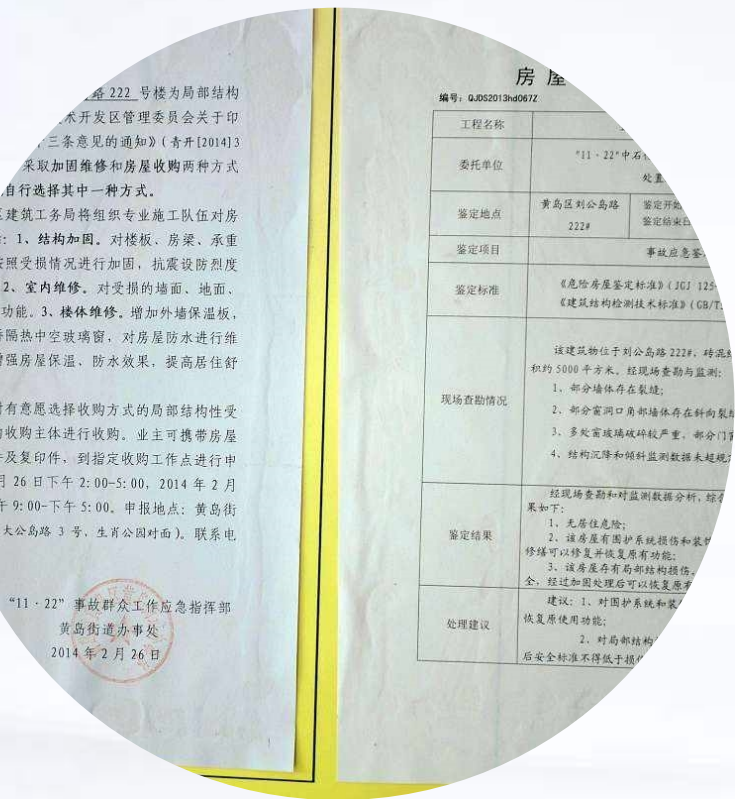 路 222 号楼为局部结构
术开发区管理委员会关于印
十三条意见的通知》(青开[2014]3
采取加固维修和房屋收购两种方式
自行选择其中一种方式。
区建筑工务局将组织专业施工队伍对房
：1、结构加固。对楼板、房梁、承重
按照受损情况进行加固，抗震设防烈度
2、室内维修。对受损的墙面、地面、
功能。3、楼体维修。增加外墙保温板，
隔热中空玻璃窗，对房屋防水进行维
增强房屋保温、防水效果，提高居住舒
对有意愿选择收购方式的局部结构性受
收购主体进行收购。业主可携带房屋
及复印件，到指定收购工作点进行申
月 26 日下午 2:00-5:00，2014 年 2 月
午 9:00-下午 5:00。申报地点：黄岛街
大公岛路 3 号，生肖公园对面）。联系电
"11·22" 事故群众工作应急指挥部
黄岛街道办事处
2014 年 2 月 26 日
房 屋
编号：QJDS2013hd067Z
工程名称
委托单位
"11·22"中石
处置
鉴定地点
黄岛区刘公岛路
222#
鉴定开始
鉴定结束日
鉴定项目
事故应急鉴
鉴定标准
《危险房屋鉴定标准》(JGJ 125-
《建筑结构检测技术标准》(GB/T
现场查勘情况
该建筑物位于刘公岛路 222#，砖混
积约 5000 平方米。经现场查勘与监测：
1、部分墙体存在裂缝；
2、部分窗洞口角部墙体存在斜向裂
3、多处窗玻璃破碎较严重，部分门窗
4、结构沉降和倾斜监测数据未超规
鉴定结果
经现场查勘和对监测数据分析，综合
果如下：
1、无居住危险；
2、该房屋有围护系统损伤和装饰
修缮可以修复并恢复原有功能；
3、该房屋存有局部结构损伤，
全，经过加固处理后可以恢复原有
处理建议
建议：1、对围护系统和装
恢复原使用功能；
2、对局部结构
后安全标准不得低于损